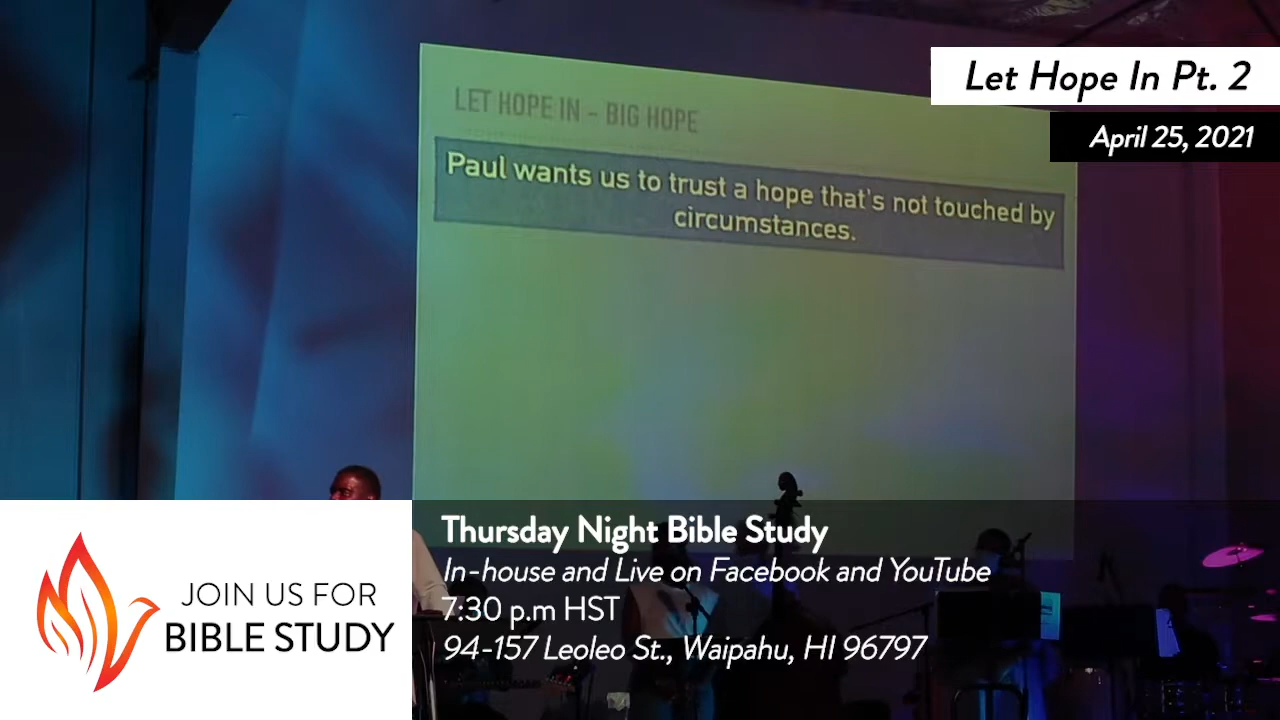 Let Hope In Pt. 2
April 25, 2021
LET HOPE IN - BIG HOPE
Paul wants us to trust a hope that's not touched by
circumstances.
JOIN US FOR
BIBLE STUDY
Thursday Night Bible Study
In-house and Live on Facebook and YouTube
7:30 p.m HST
94-157 Leoleo St., Waipahu, HI 96797